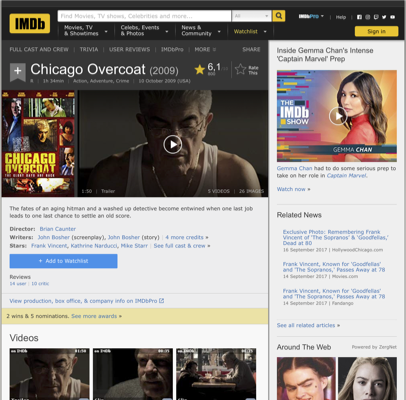 IMDb
Find Movies, TV shows, Celebrities and more...
All
Movies, TV
& Showtimes
Celebs, Events
& Photos
News &
Community
Watchlist
IMDbPro
Help
Sign in
FULL CAST AND CREW | TRIVIA | USER REVIEWS | IMDbPro | MORE
SHARE
Chicago Overcoat (2009)
6,1
Rate
This
1h 34min | Action, Adventure, Crime | 10 October 2009 (USA)
CHICAGO
OVERCOAT
1:50 | Trailer
5 VIDEOS | 26 IMAGES
The fates of an aging hitman and a washed up detective become entwined when one last job
leads to one last chance to settle an old score.
Director: Brian Caunter
Writers: John Bosher (screenplay), John Bosher (story) | 4 more credits »
Stars: Frank Vincent, Kathrine Narducci, Mike Starr | See full cast & crew »
+ Add to Watchlist
Reviews
14 user | 10 critic
View production, box office, & company info on IMDbPro
2 wins & 5 nominations. See more awards »
Videos
Inside Gemma Chan's Intense
'Captain Marvel' Prep
THE
IMDb
SHOW
GEMMA CHAN
Gemma Chan had to do some serious prep to
take on her role in Captain Marvel.
Watch now »
Related News
Exclusive Photo: Remembering Frank
Vincent of 'The Sopranos' & 'Goodfellas,'
Dead at 80
16 September 2017 | HollywoodChicago.com
Frank Vincent, Known for 'Goodfellas'
and 'The Sopranos,' Passes Away at 78
14 September 2017 | Movies.com
Frank Vincent, Known for 'Goodfellas'
and 'The Sopranos,' Passes Away at 78
14 September 2017 | Fandango
See all related articles »
Around The Web
Powered by ZergNet